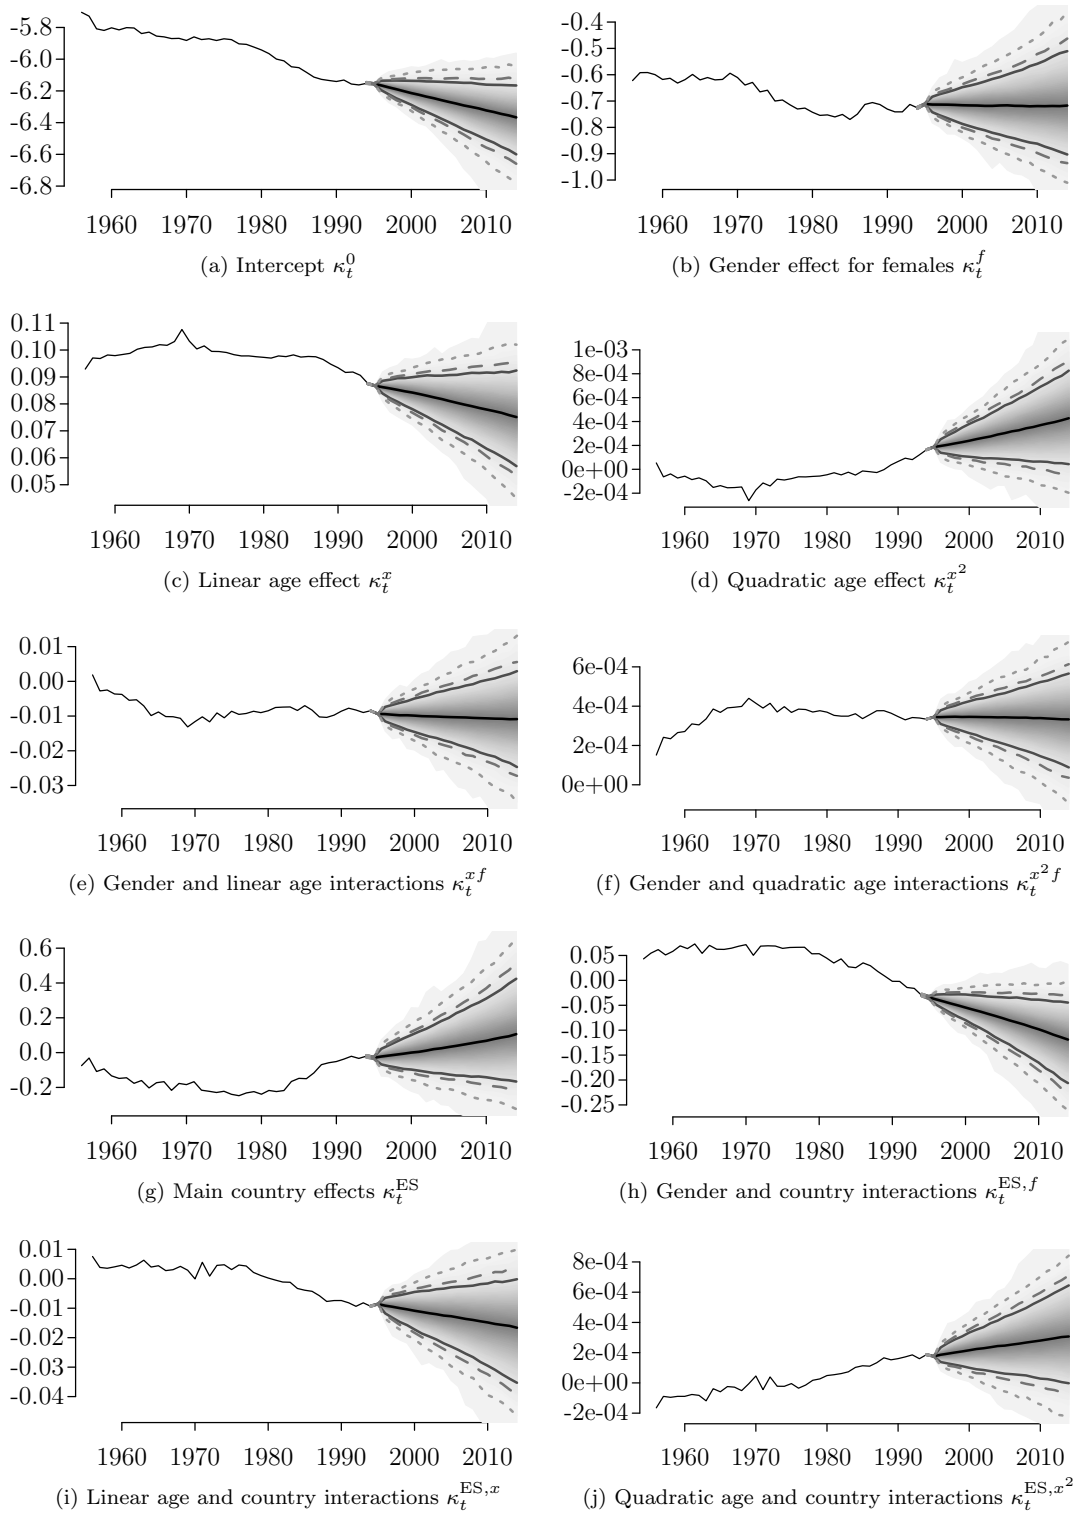 -5.8
-6.0
-6.2
-6.4
-6.6
-6.8
1960 1970 1980 1990 2000 2010
(a) Intercept κ_t^0
-0.4
-0.5
-0.6
-0.7
-0.8
-0.9
-1.0
1960 1970 1980 1990 2000 2010
(b) Gender effect for females κ_t^f
0.11
0.10
0.09
0.08
0.07
0.06
0.05
1960 1970 1980 1990 2000 2010
(c) Linear age effect κ_t^x
1e-03
8e-04
6e-04
4e-04
2e-04
0e+00
-2e-04
1960 1970 1980 1990 2000 2010
(d) Quadratic age effect κ_t^{x^2}
0.01
0.00
-0.01
-0.02
-0.03
1960 1970 1980 1990 2000 2010
(e) Gender and linear age interactions κ_t^{xf}
6e-04
4e-04
2e-04
0e+00
1960 1970 1980 1990 2000 2010
(f) Gender and quadratic age interactions κ_t^{x^2 f}
0.6
0.4
0.2
0.0
-0.2
1960 1970 1980 1990 2000 2010
(g) Main country effects κ_t^{ES}
0.05
0.00
-0.05
-0.10
-0.15
-0.20
-0.25
1960 1970 1980 1990 2000 2010
(h) Gender and country interactions κ_t^{ES,f}
0.01
0.00
-0.01
-0.02
-0.03
-0.04
1960 1970 1980 1990 2000 2010
(i) Linear age and country interactions κ_t^{ES,x}
8e-04
6e-04
4e-04
2e-04
0e+00
-2e-04
1960 1970 1980 1990 2000 2010
(j) Quadratic age and country interactions κ_t^{ES,x^2}